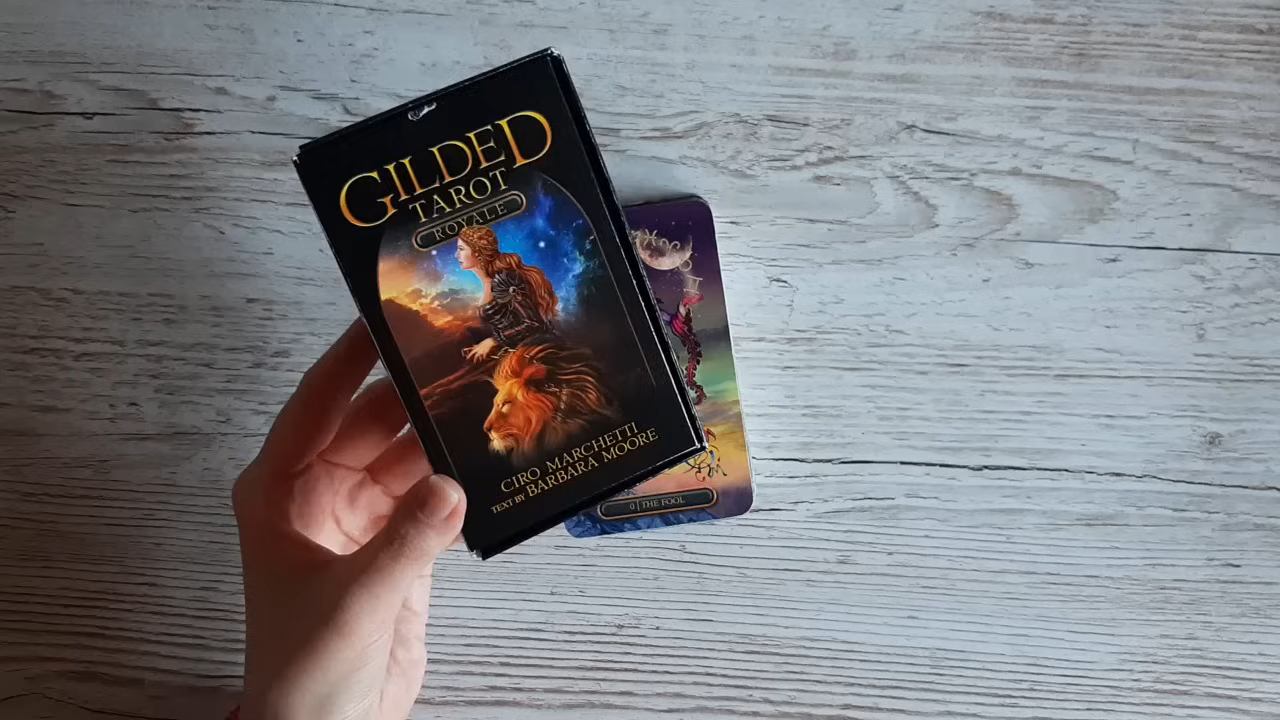 GILDED
TAROT
ROYALE
CIRO MARCHETTI
TEXT BY BARBARA MOORE
0 | THE FOOL